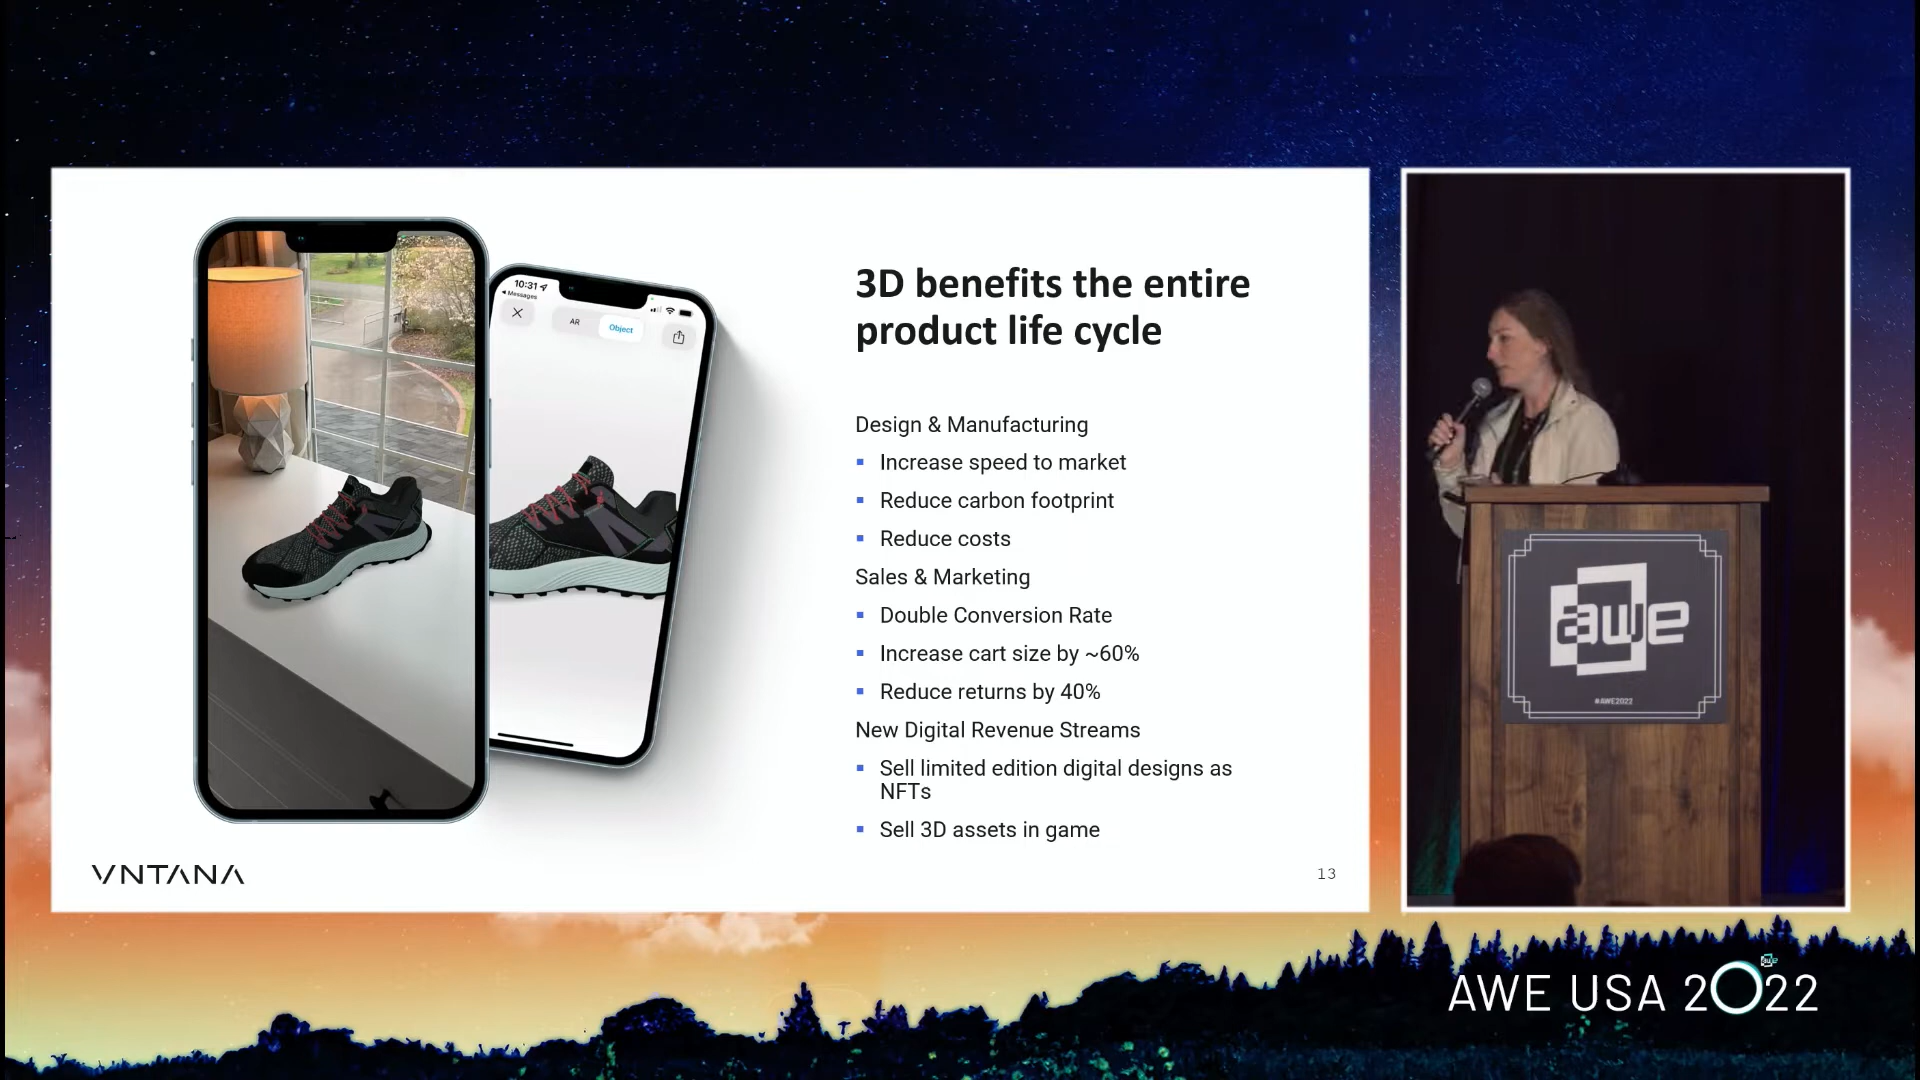 10:31
Messages
AR
Object
3D benefits the entire
product life cycle
Design & Manufacturing
▪ Increase speed to market
▪ Reduce carbon footprint
▪ Reduce costs
Sales & Marketing
▪ Double Conversion Rate
▪ Increase cart size by ~60%
▪ Reduce returns by 40%
New Digital Revenue Streams
▪ Sell limited edition digital designs as
NFTs
▪ Sell 3D assets in game
VNTANA
13
awe
#AWE2022
AWE USA 2022